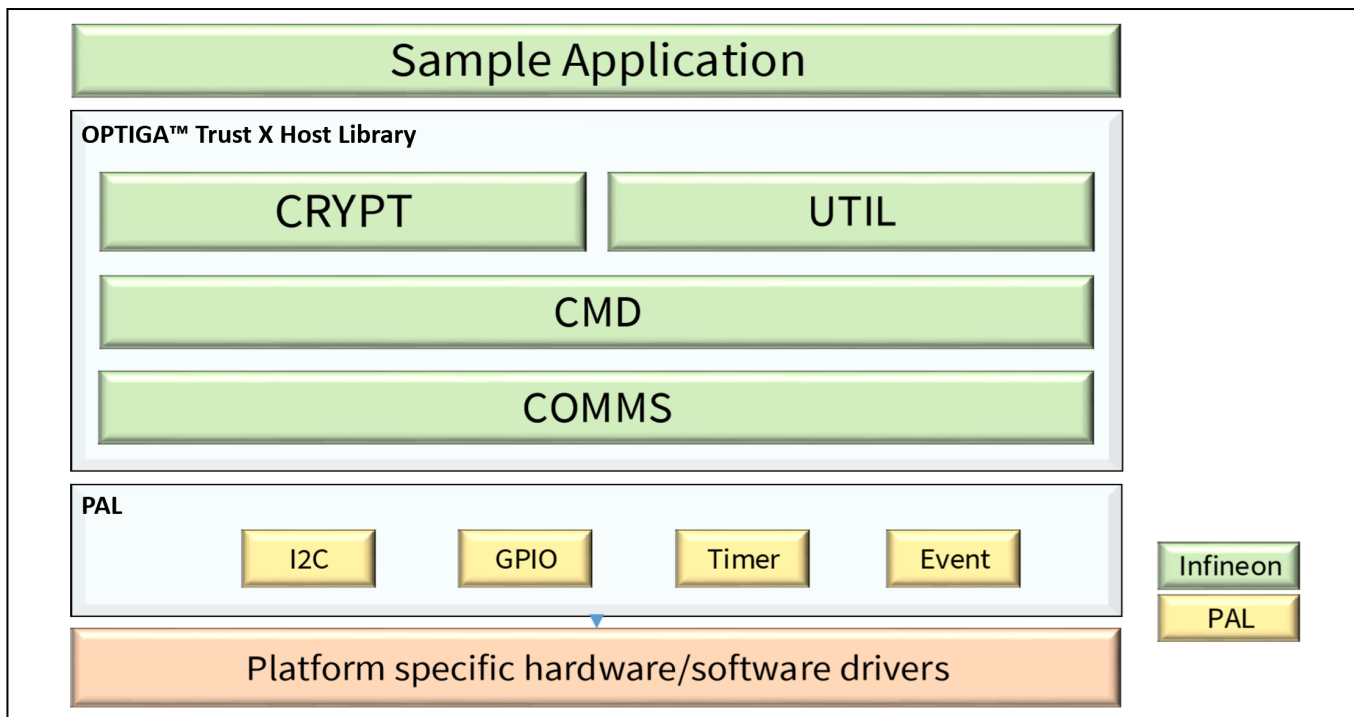 Sample Application
OPTIGA™ Trust X Host Library
CRYPT
UTIL
CMD
COMMS
PAL
I2C
GPIO
Timer
Event
Infineon
PAL
Platform specific hardware/software drivers